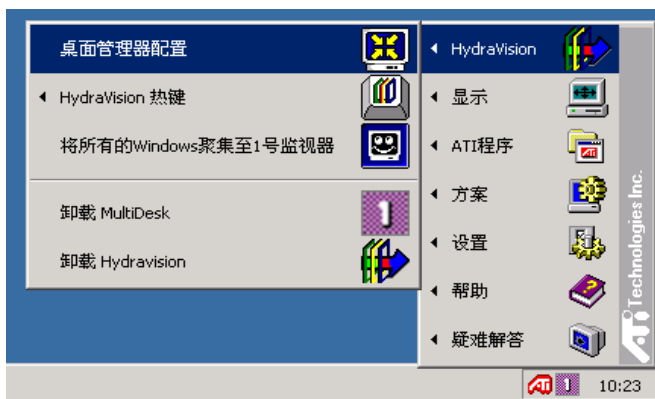 桌面管理器配置
HydraVision 热键
将所有的Windows聚集至1号监视器
卸载 MultiDesk
卸载 Hydravision
HydraVision
显示
ATI程序
方案
设置
帮助
疑难解答
ATI Technologies Inc.
ATI
1
10:23